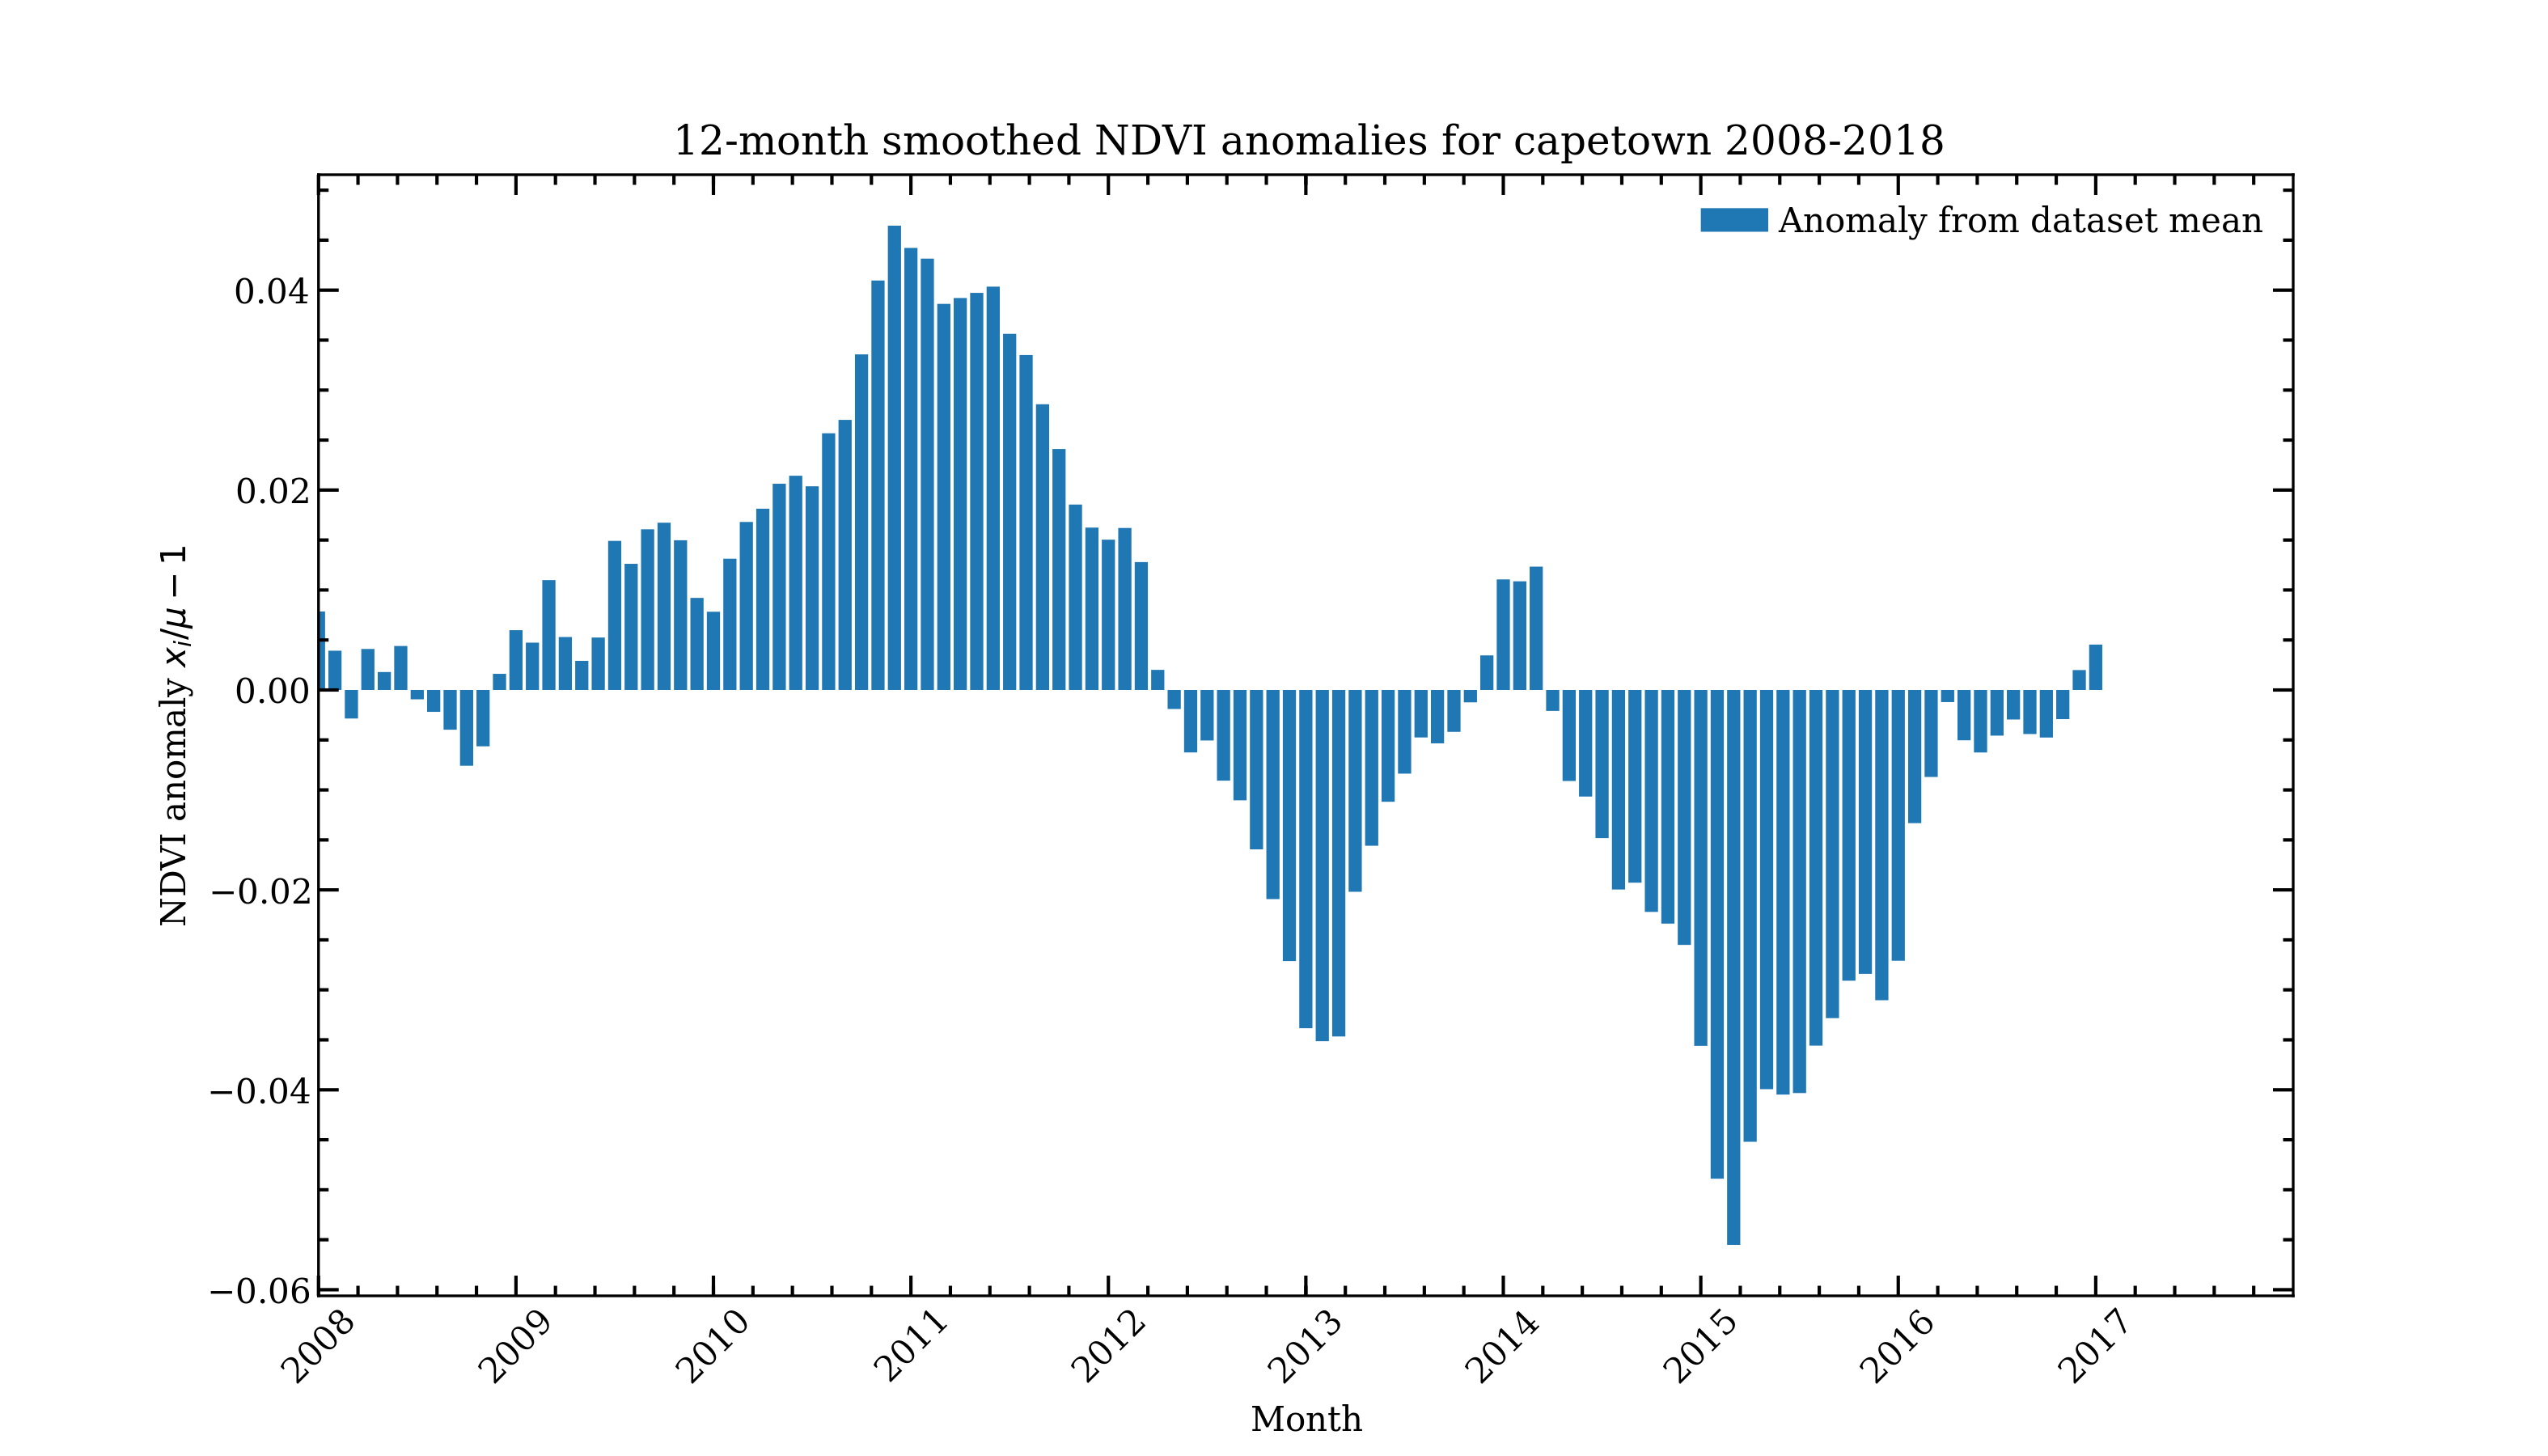 12-month smoothed NDVI anomalies for capetown 2008-2018
Anomaly from dataset mean
0.04
0.02
0.00
−0.02
−0.04
−0.06
NDVI anomaly xᵢ/μ − 1
2008 2009 2010 2011 2012 2013 2014 2015 2016 2017
Month